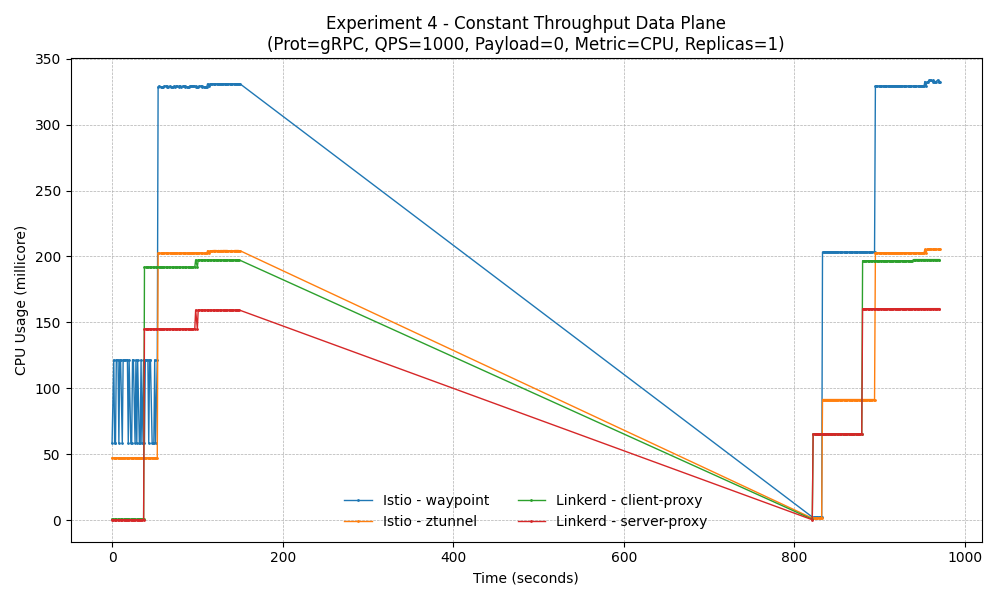 Experiment 4 - Constant Throughput Data Plane
(Prot=gRPC, QPS=1000, Payload=0, Metric=CPU, Replicas=1)
CPU Usage (millicore)
350
300
250
200
150
100
50
0
Istio - waypoint
Istio - ztunnel
Linkerd - client-proxy
Linkerd - server-proxy
0 200 400 600 800 1000
Time (seconds)